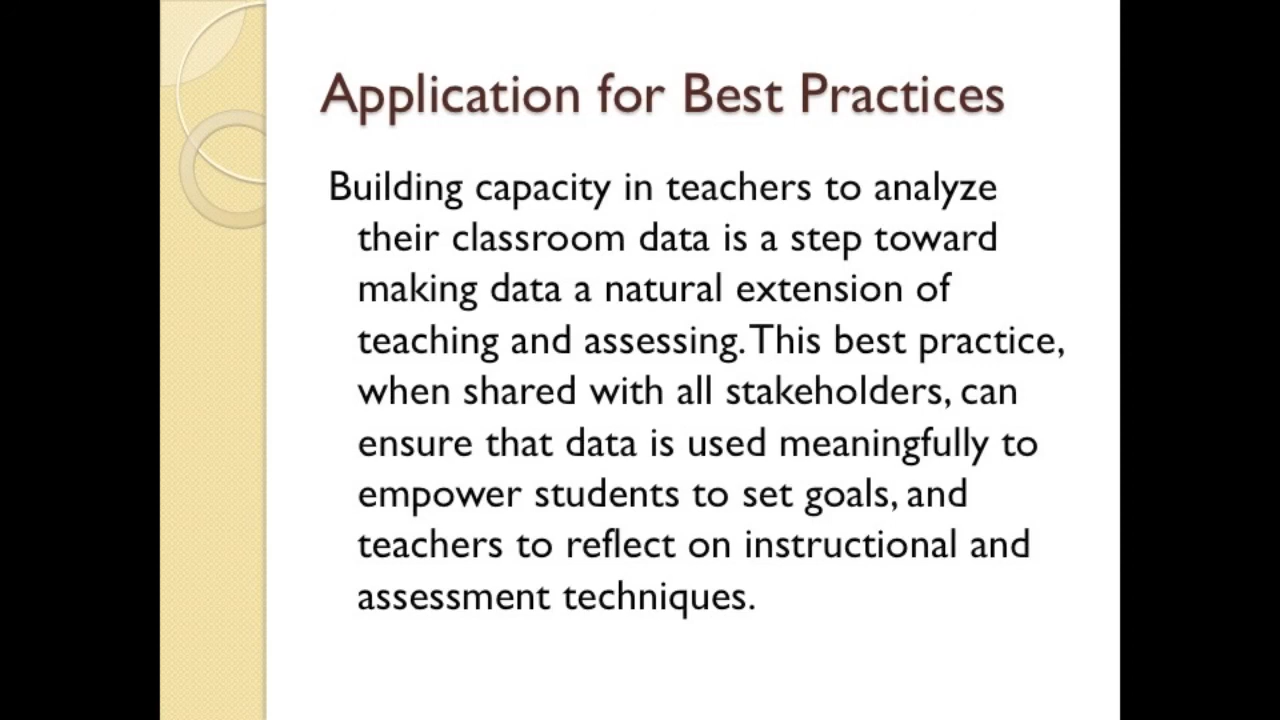 Application for Best Practices
Building capacity in teachers to analyze
their classroom data is a step toward
making data a natural extension of
teaching and assessing. This best practice,
when shared with all stakeholders, can
ensure that data is used meaningfully to
empower students to set goals, and
teachers to reflect on instructional and
assessment techniques.